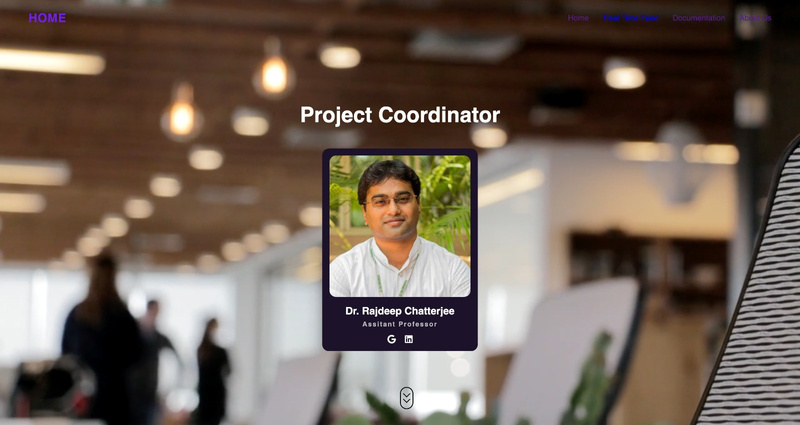 HOME
Home
Documentation
Project Coordinator
Dr. Rajdeep Chatterjee
Assitant Professor